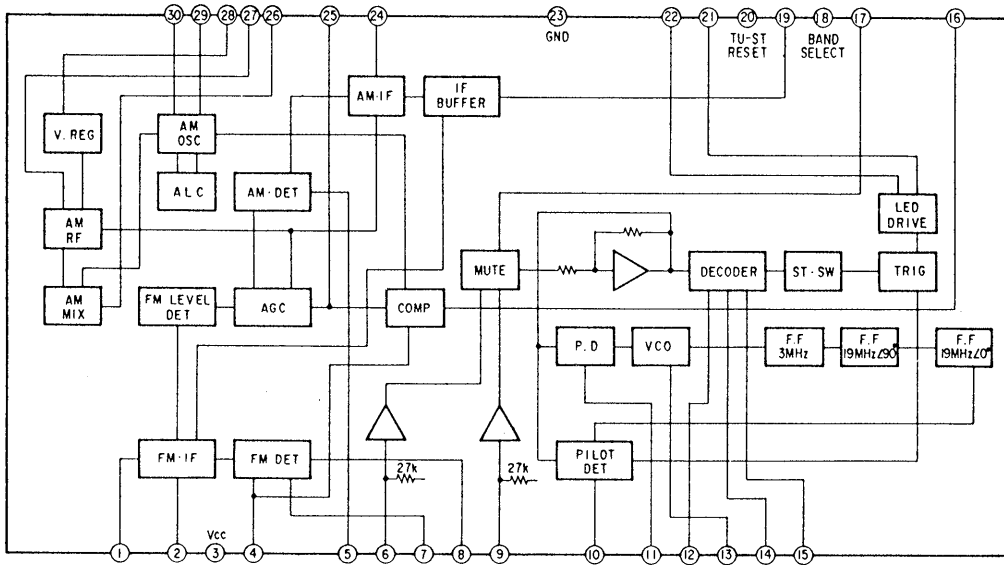 30 29 28 27 26 25 24 23 22 21 20 19 18 17 16
GND
TU-ST
RESET
BAND
SELECT
V. REG
AM
OSC
AM·IF
IF
BUFFER
ALC
AM·DET
LED
DRIVE
AM
RF
MUTE
DECODER
ST·SW
TRIG
AM
MIX
FM LEVEL
DET
AGC
COMP
P.D
VCO
F.F
3MHz
F.F
19MHz∠90°
F.F
19MHz∠0°
FM·IF
FM DET
27k
27k
PILOT
DET
Vcc
1 2 3 4 5 6 7 8 9 10 11 12 13 14 15